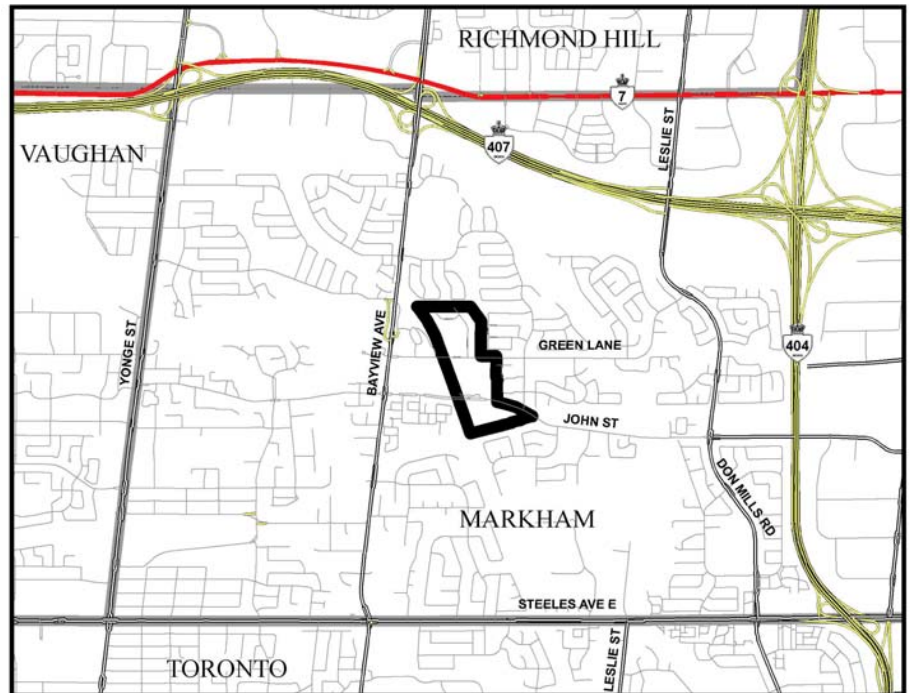 RICHMOND HILL
7
LESLIE ST
VAUGHAN
407
YONGE ST
BAYVIEW AVE
GREEN LANE
404
JOHN ST
DON MILLS RD
MARKHAM
STEELES AVE E
TORONTO
LESLIE ST